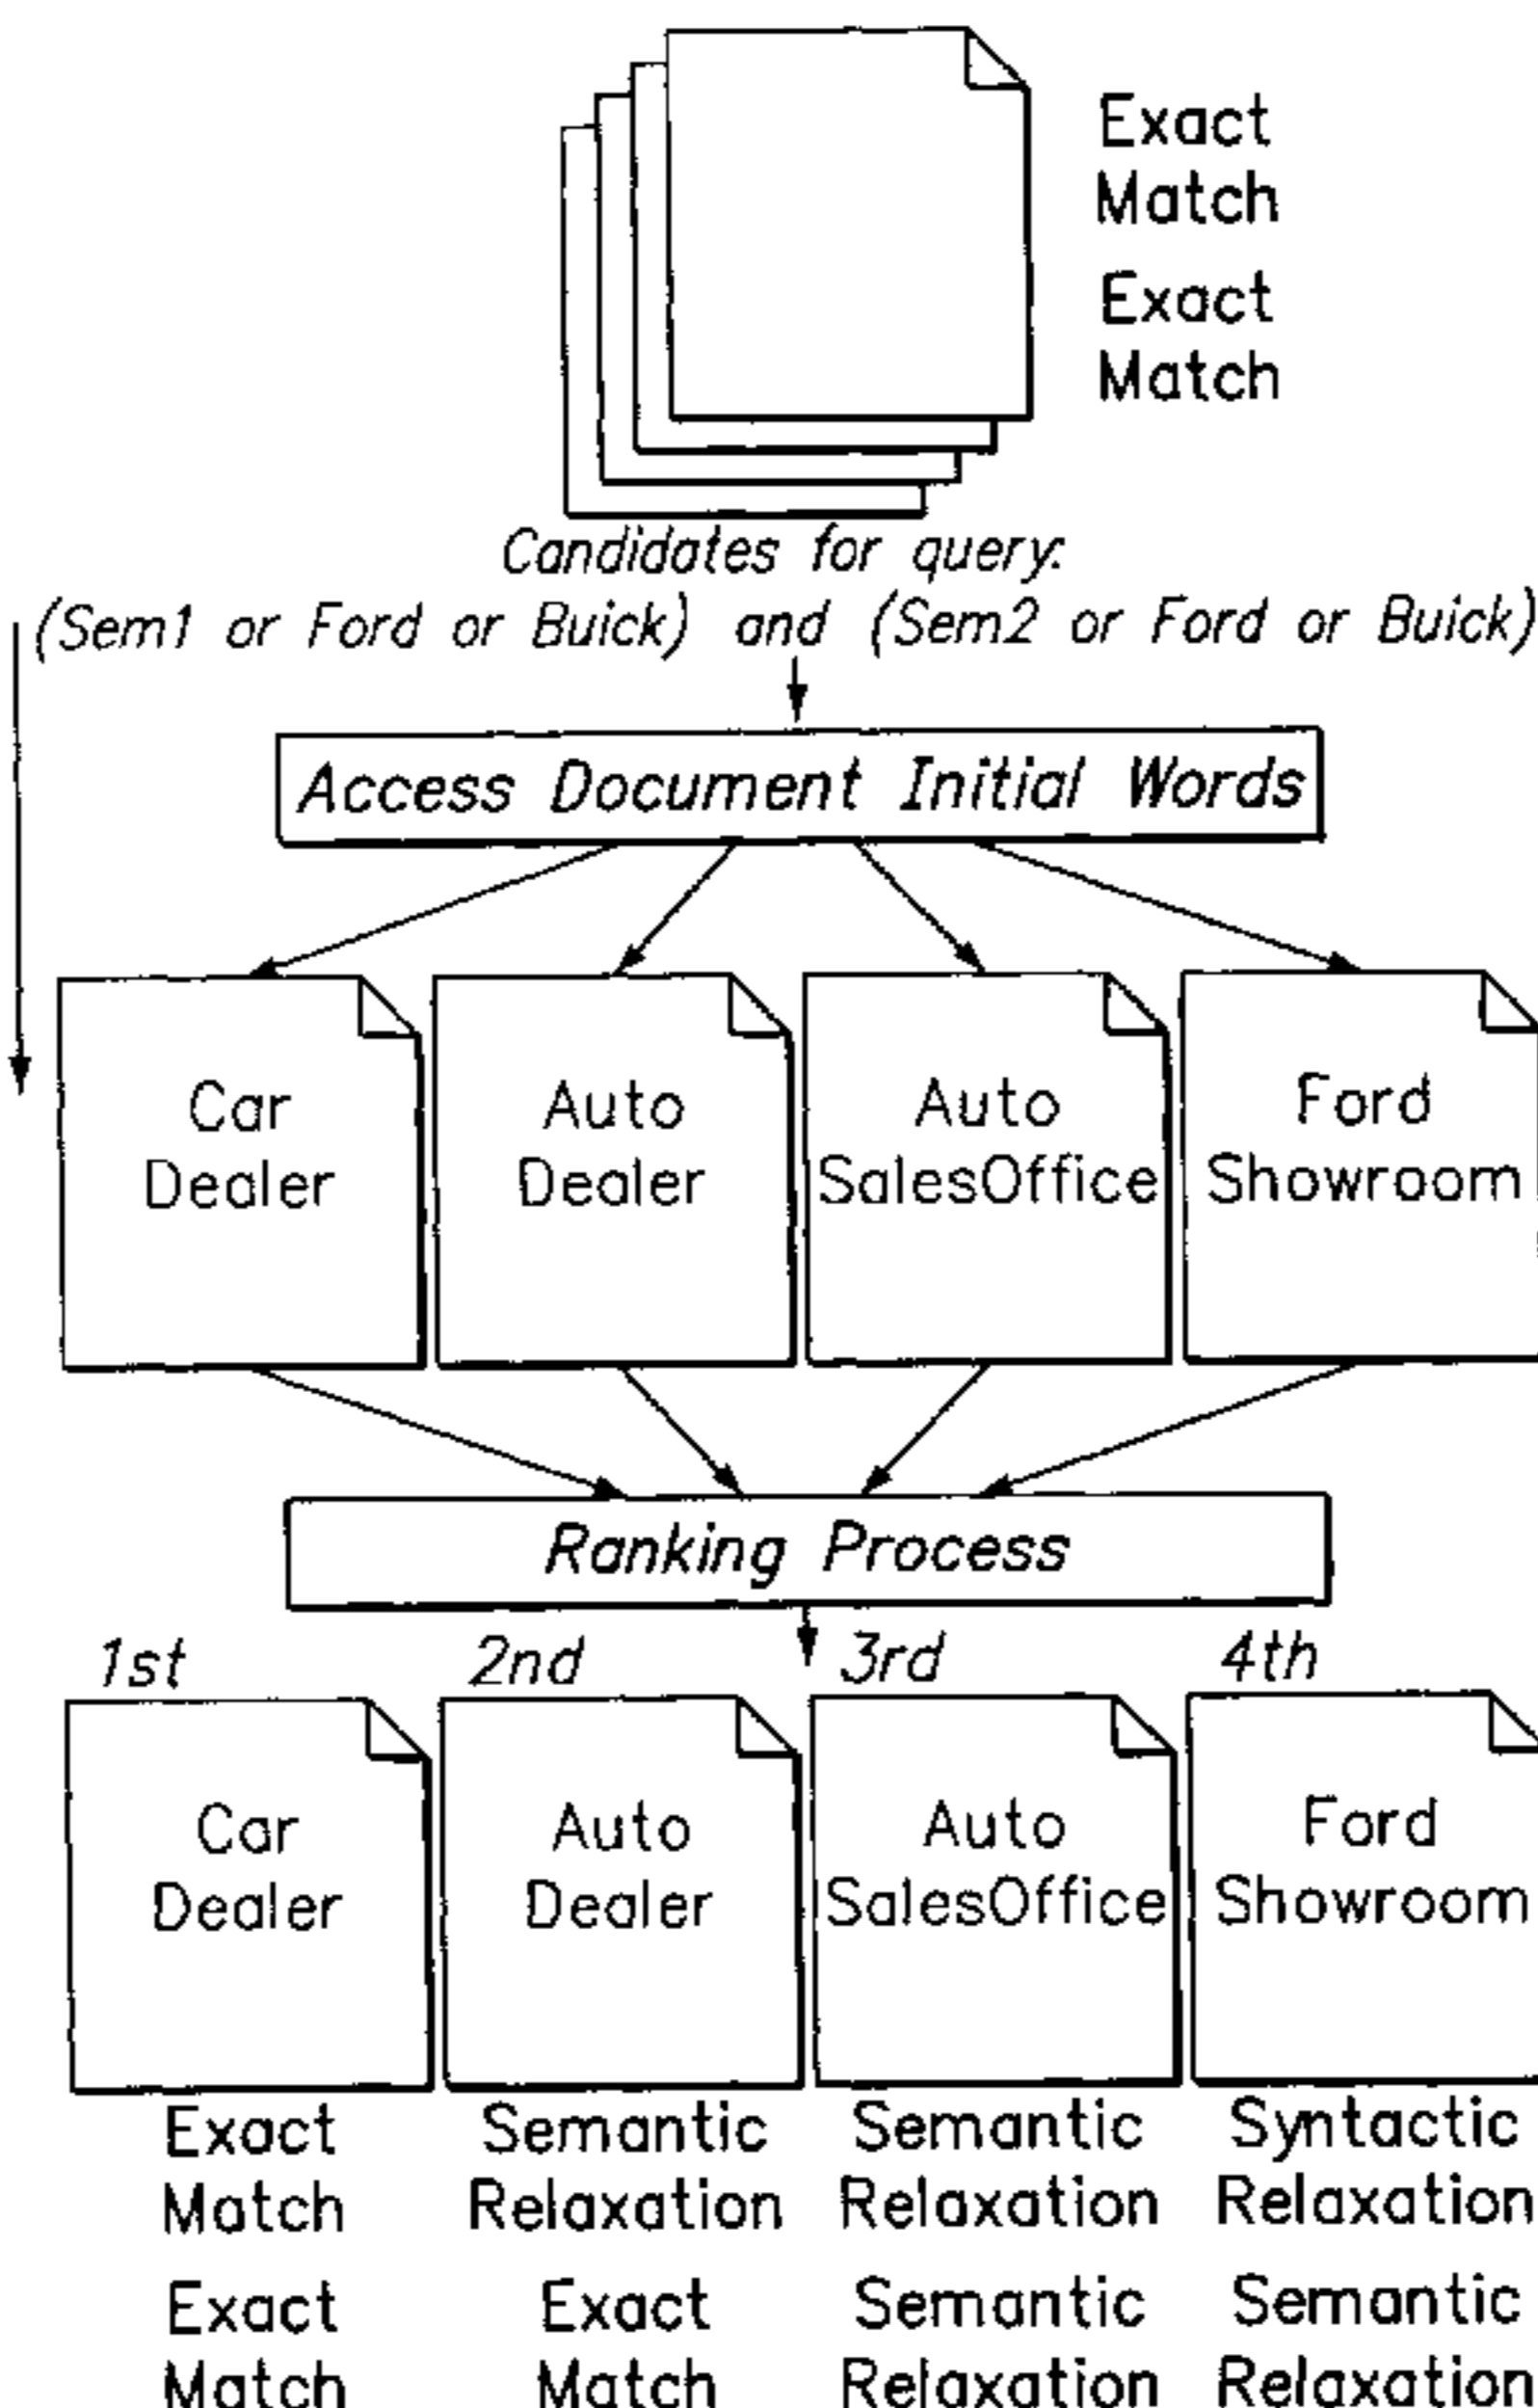 Exact
Match
Exact
Match
Candidates for query:
(Sem1 or Ford or Buick) and (Sem2 or Ford or Buick)
Access Document Initial Words
Car
Dealer
Auto
Dealer
Auto
SalesOffice
Ford
Showroom
Ranking Process
1st
2nd
3rd
4th
Car
Dealer
Auto
Dealer
Auto
SalesOffice
Ford
Showroom
Exact
Match
Semantic
Relaxation
Semantic
Relaxation
Syntactic
Relaxation
Exact
Match
Exact
Match
Semantic
Relaxation
Semantic
Relaxation